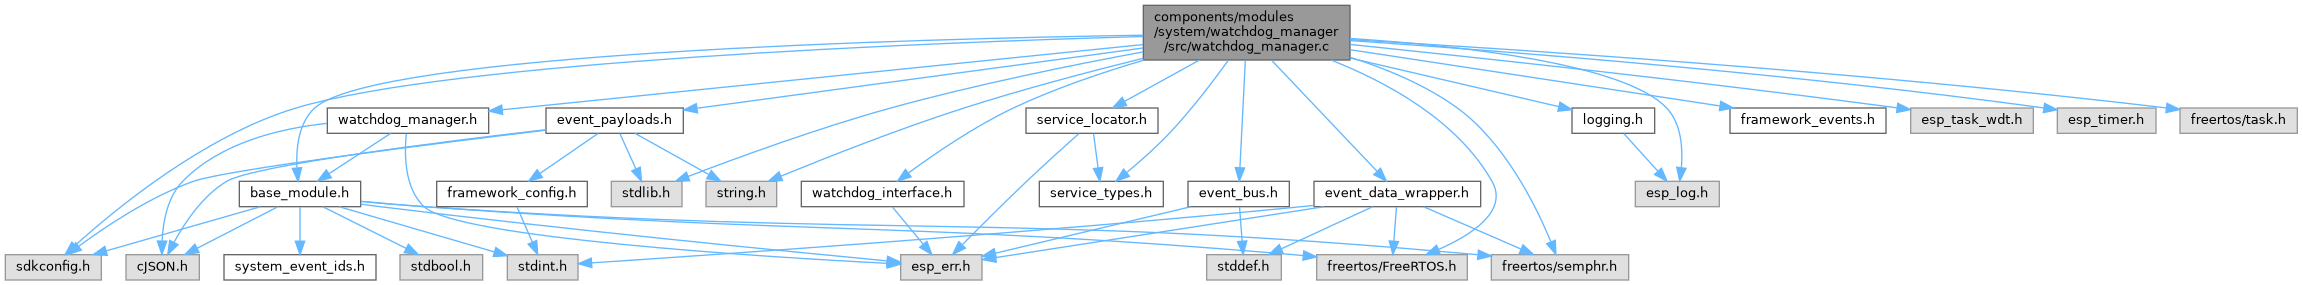 components/modules
/system/watchdog_manager
/src/watchdog_manager.c
watchdog_manager.h
event_payloads.h
service_locator.h
logging.h
framework_events.h
esp_task_wdt.h
esp_timer.h
freertos/task.h
base_module.h
framework_config.h
stdlib.h
string.h
watchdog_interface.h
service_types.h
event_bus.h
event_data_wrapper.h
esp_log.h
sdkconfig.h
cJSON.h
system_event_ids.h
stdbool.h
stdint.h
esp_err.h
stddef.h
freertos/FreeRTOS.h
freertos/semphr.h